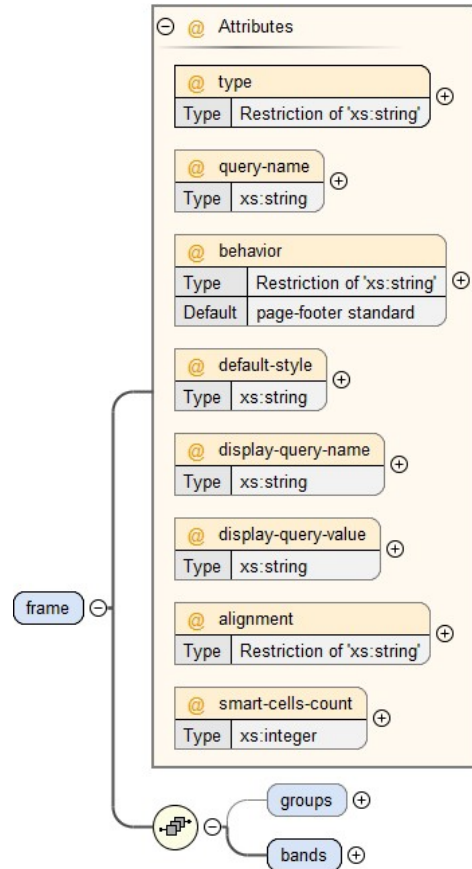 @ Attributes
@ type
Type Restriction of 'xs:string'
@ query-name
Type xs:string
@ behavior
Type Restriction of 'xs:string'
Default page-footer standard
@ default-style
Type xs:string
@ display-query-name
Type xs:string
@ display-query-value
Type xs:string
@ alignment
Type Restriction of 'xs:string'
@ smart-cells-count
Type xs:integer
frame
groups
bands